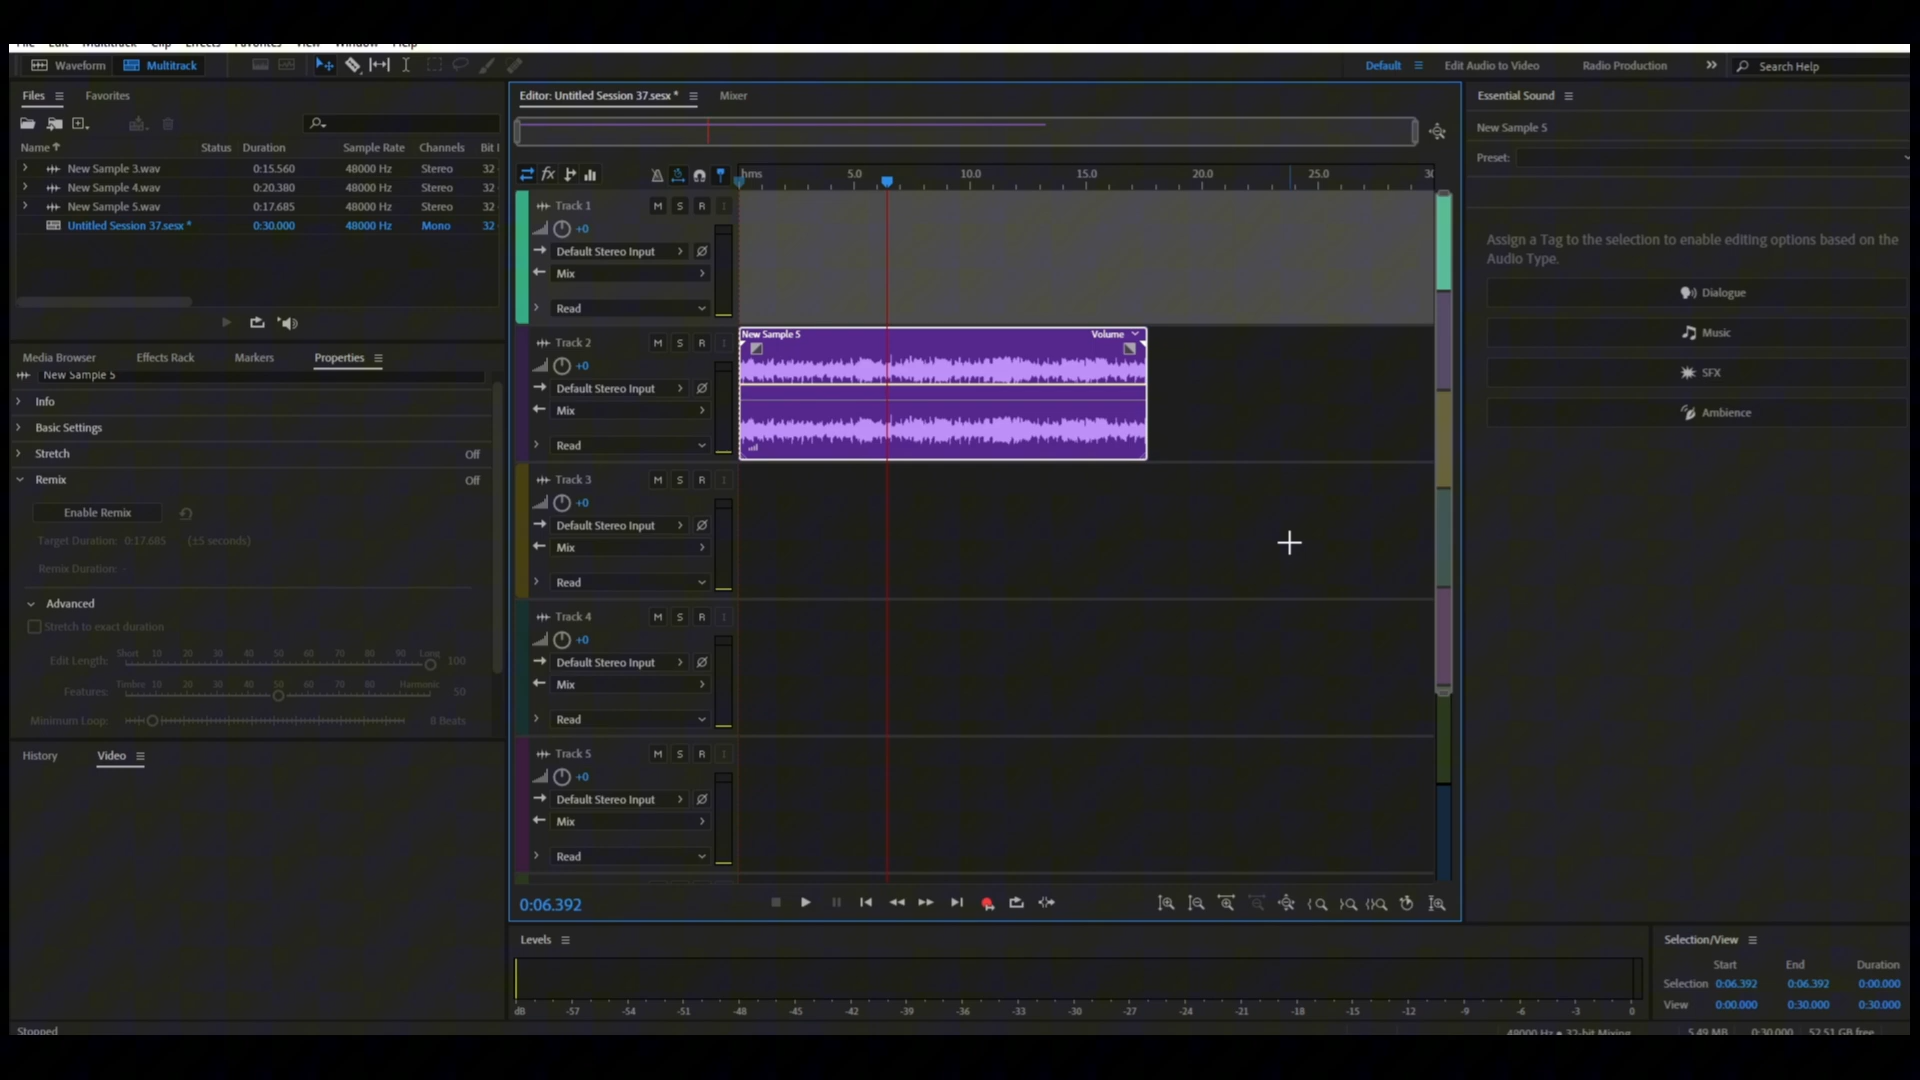 File Edit Multitrack Clip Effects Favorites View Window Help
Waveform Multitrack Default Edit Audio to Video Radio Production Search Help
Files Favorites
Name Status Duration Sample Rate Channels Bit
New Sample 3.wav 0:15.560 48000 Hz Stereo 32
New Sample 4.wav 0:20.380 48000 Hz Stereo 32
New Sample 5.wav 0:17.685 48000 Hz Stereo 32
Untitled Session 37.sesx * 0:30.000 48000 Hz Mono 32
Media Browser Effects Rack Markers Properties
New Sample 5
Info
Basic Settings
Stretch Off
Remix Off
Enable Remix
Target Duration: 0:17.685 (±5 seconds)
Remix Duration: -
Advanced
Stretch to exact duration
Short 10 20 30 40 50 60 70 80 90 Long
Edit Length: 100
Timbre 10 20 30 40 50 60 70 80 Harmonic
Features: 50
Minimum Loop: 8 Beats
History Video
Editor: Untitled Session 37.sesx * Mixer
fx hms 5.0 10.0 15.0 20.0 25.0 30
Track 1 M S R I
+0
Default Stereo Input
Mix
Read
Track 2 M S R I
+0
Default Stereo Input
Mix
Read
New Sample 5 Volume
Track 3 M S R I
+0
Default Stereo Input
Mix
Read
Track 4 M S R I
+0
Default Stereo Input
Mix
Read
Track 5 M S R I
+0
Default Stereo Input
Mix
Read
0:06.392
Levels
dB -57 -54 -51 -48 -45 -42 -39 -36 -33 -30 -27 -24 -21 -18 -15 -12 -9 -6 -3 0
Essential Sound
New Sample 5
Preset:
Assign a Tag to the selection to enable editing options based on the
Audio Type.
Dialogue
Music
SFX
Ambience
Selection/View
Start End Duration
Selection 0:06.392 0:06.392 0:00.000
View 0:00.000 0:30.000 0:30.000
Stopped 48000 Hz • 32-bit Mixing 5.49 MB 0:30.000 52.51 GB free